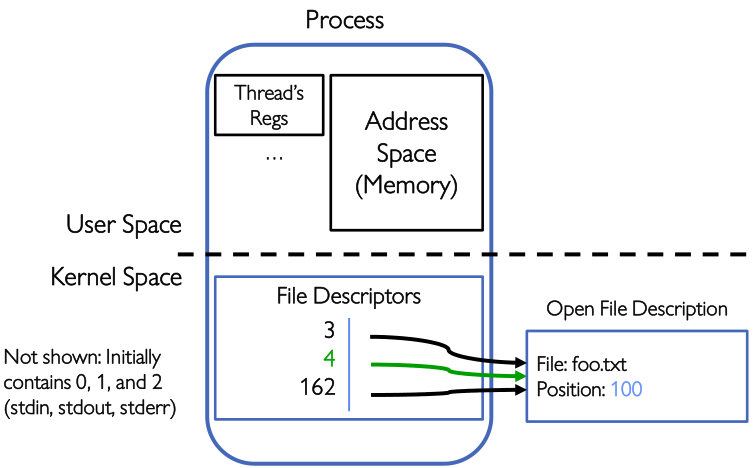 Process
Thread's
Regs
...
Address
Space
(Memory)
User Space
Kernel Space
File Descriptors
3
4
162
Not shown: Initially
contains 0, 1, and 2
(stdin, stdout, stderr)
Open File Description
File: foo.txt
Position: 100